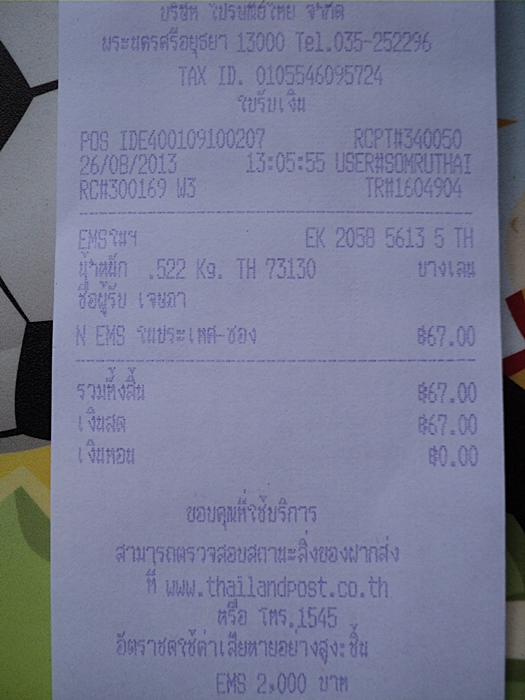 บริษัท ไปรษณีย์ไทย จำกัด
พระนครศรีอยุธยา 13000 Tel.035-252296
TAX ID. 0105546095724
ใบรับเงิน
POS IDE400109100207 RCPT#340050
26/08/2013 13:05:55 USER#SOMRUTHAI
RC#300169 W3 TR#1604904
EMSในฯ EK 2058 5613 5 TH
น้ำหนัก .522 Kg. TH 73130 บางเลน
ชื่อผู้รับ เจษฎา
N EMS ในประเทศ-ซอง ฿67.00
รวมทั้งสิ้น ฿67.00
เงินสด ฿67.00
เงินทอน ฿0.00
ขอบคุณที่ใช้บริการ
สามารถตรวจสอบสถานะสิ่งของฝากส่ง
ที่ www.thailandpost.co.th
หรือ โทร.1545
อัตราชดใช้ค่าเสียหายอย่างสูง:ชิ้น
EMS 2,000 บาท